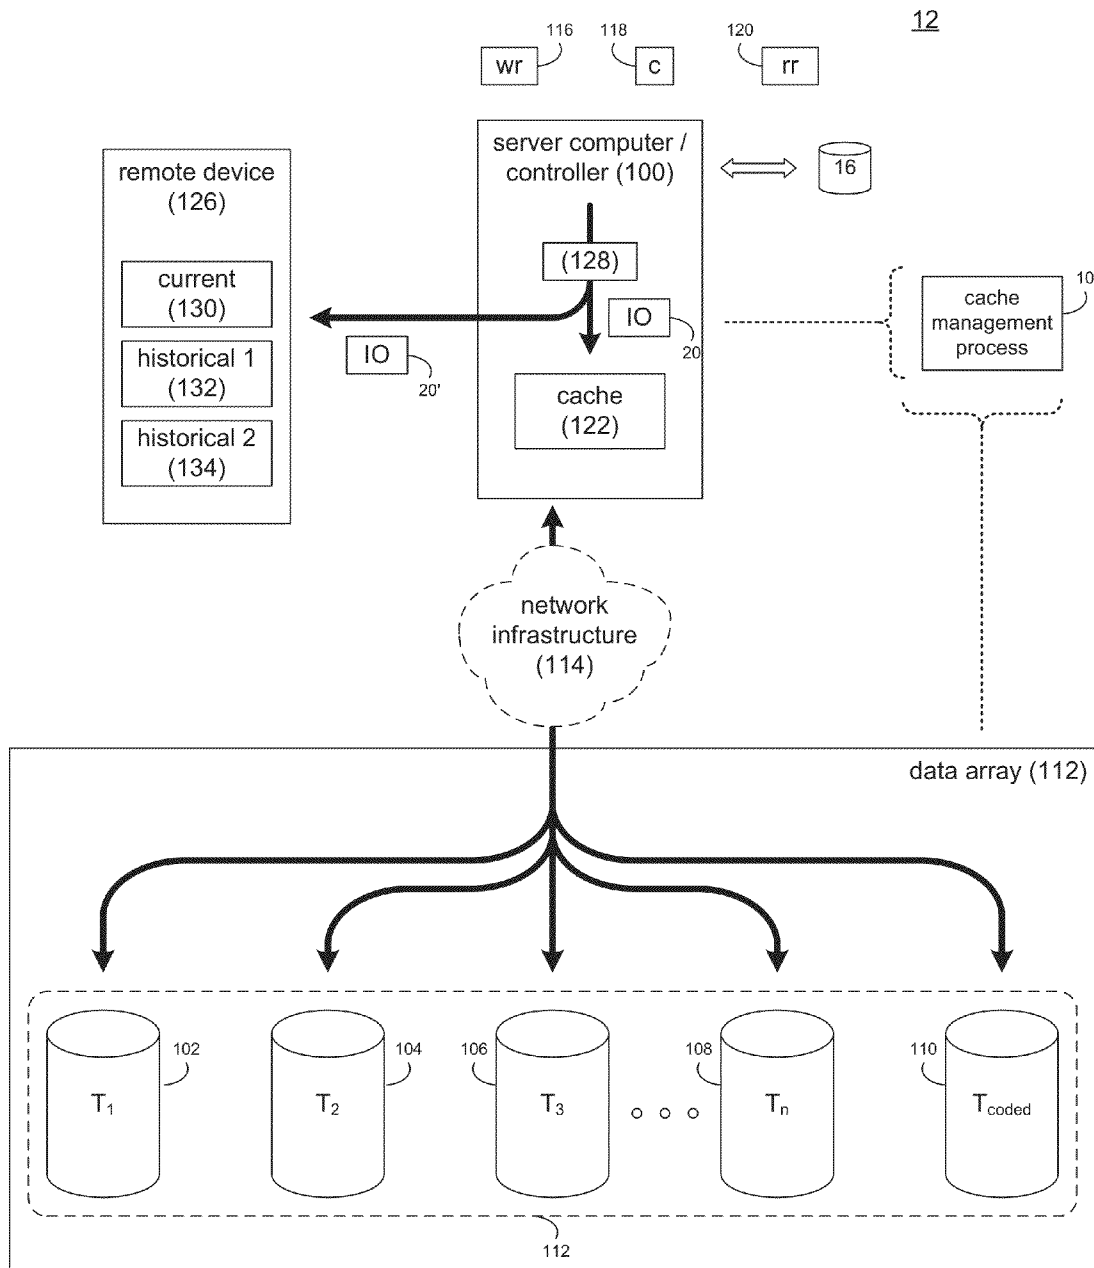 12
116
118
120
wr
c
rr
server computer /
controller (100)
16
remote device
(126)
(128)
current
(130)
IO
20
IO
20'
historical 1
(132)
historical 2
(134)
cache
(122)
10
cache
management
process
network
infrastructure
(114)
data array (112)
102
104
106
108
110
T1
T2
T3
Tn
Tcoded
112